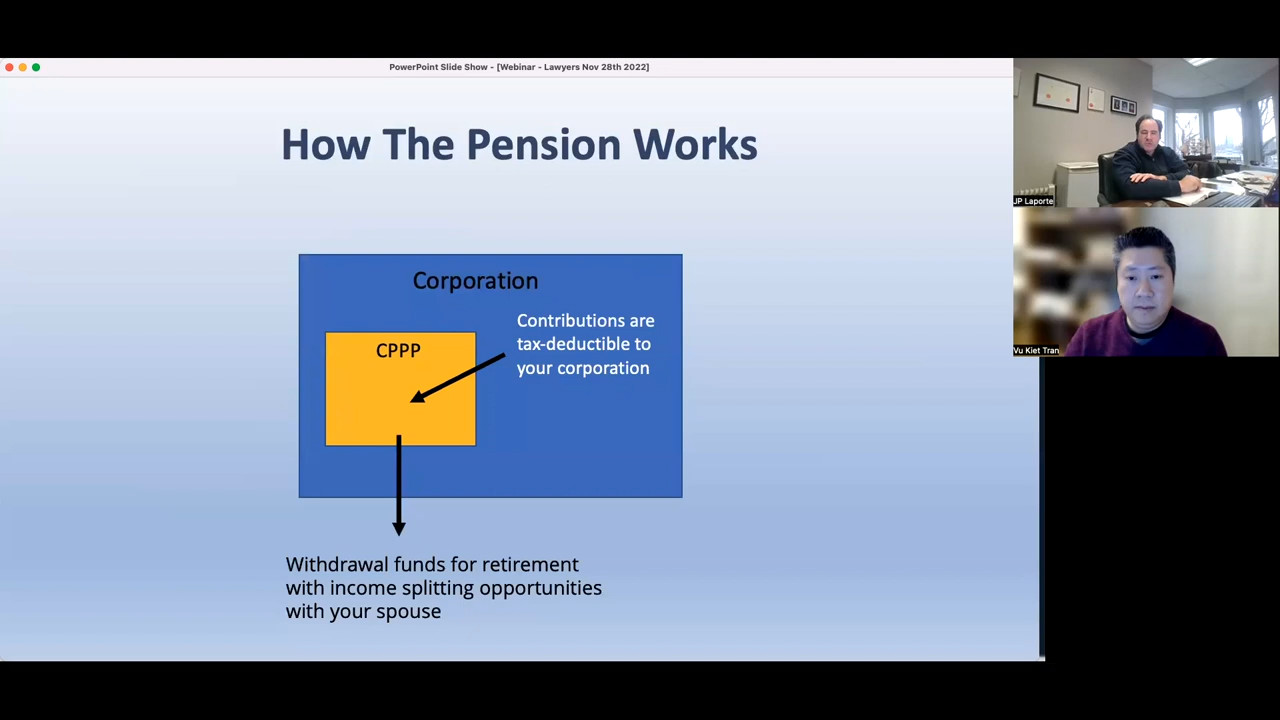 PowerPoint Slide Show - [Webinar - Lawyers Nov 28th 2022]
How The Pension Works
Corporation
CPPP
Contributions are
tax-deductible to
your corporation
Withdrawal funds for retirement
with income splitting opportunities
with your spouse
JP Laporte
Vu Kiet Tran